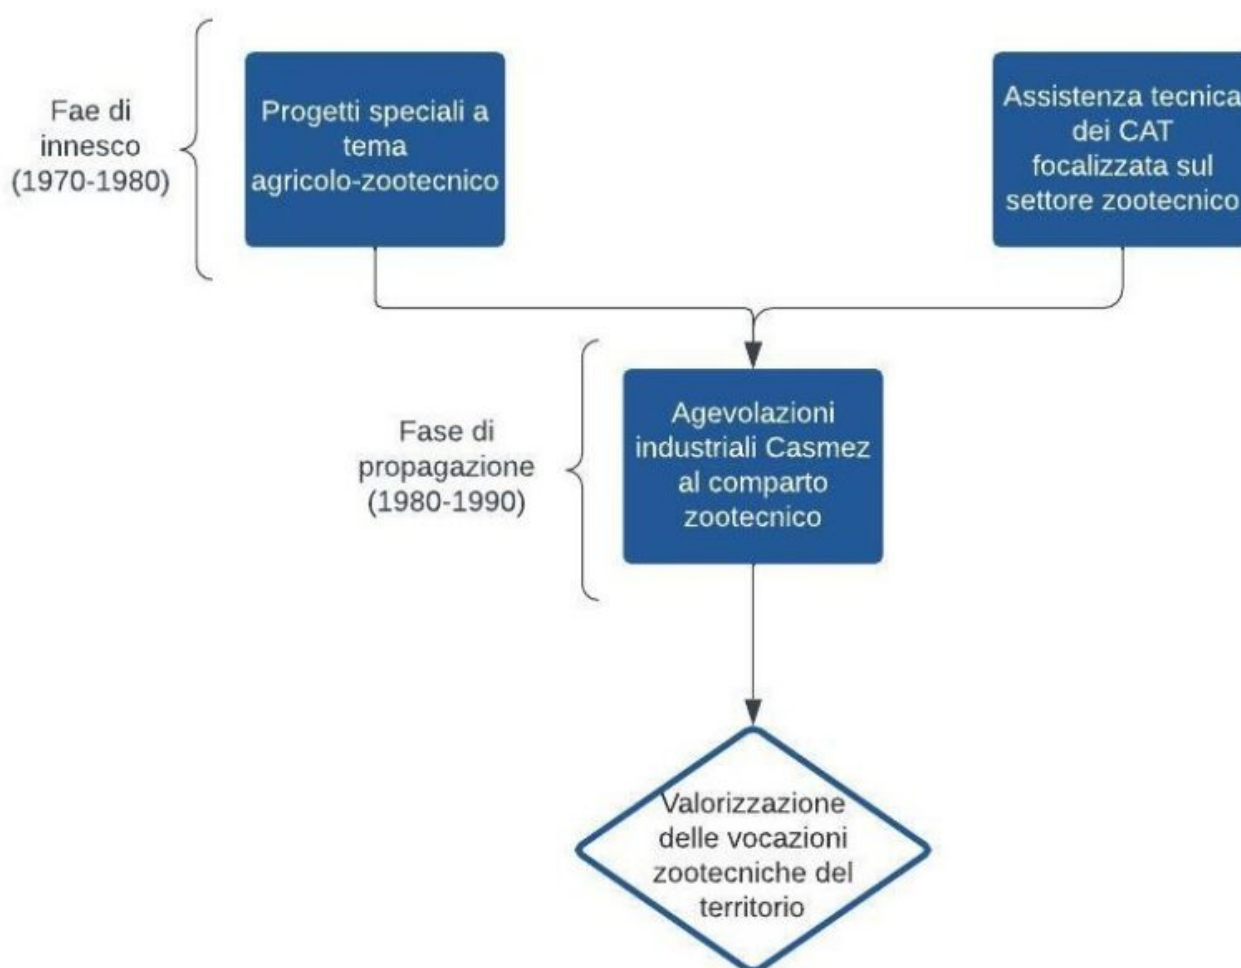 Fae di
innesco
(1970-1980)
Progetti speciali a
tema
agricolo-zootecnico
Assistenza tecnica
dei CAT
focalizzata sul
settore zootecnico
Fase di
propagazione
(1980-1990)
Agevolazioni
industriali Casmez
al comparto
zootecnico
Valorizzazione
delle vocazioni
zootecniche del
territorio